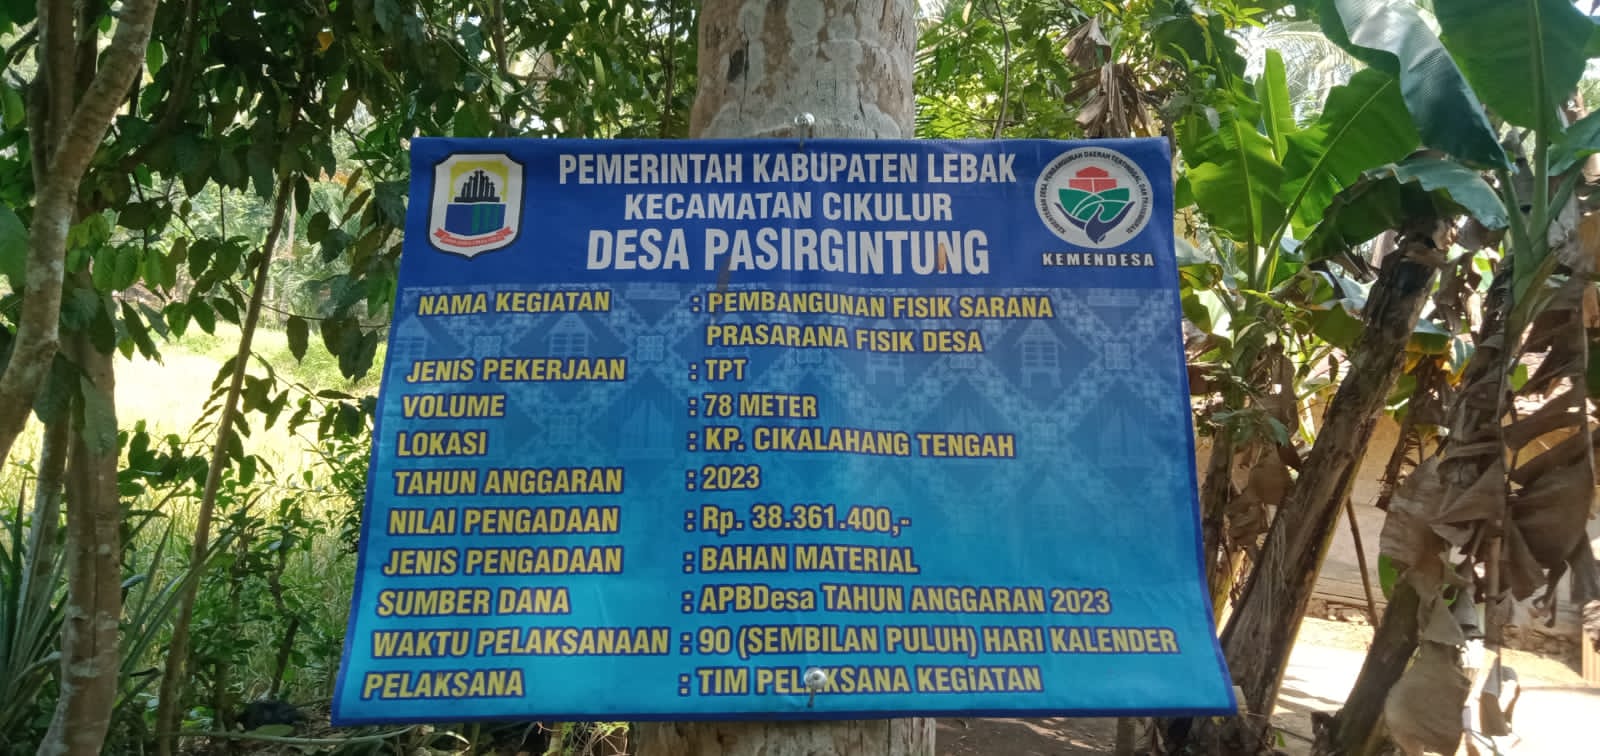 PEMERINTAH KABUPATEN LEBAK
KECAMATAN CIKULUR
DESA PASIRGINTUNG
KEMENDESA
NAMA KEGIATAN : PEMBANGUNAN FISIK SARANA
PRASARANA FISIK DESA
JENIS PEKERJAAN : TPT
VOLUME : 78 METER
LOKASI : KP. CIKALAHANG TENGAH
TAHUN ANGGARAN : 2023
NILAI PENGADAAN : Rp. 38.361.400,-
JENIS PENGADAAN : BAHAN MATERIAL
SUMBER DANA : APBDesa TAHUN ANGGARAN 2023
WAKTU PELAKSANAAN : 90 (SEMBILAN PULUH) HARI KALENDER
PELAKSANA : TIM PELAKSANA KEGiATAN